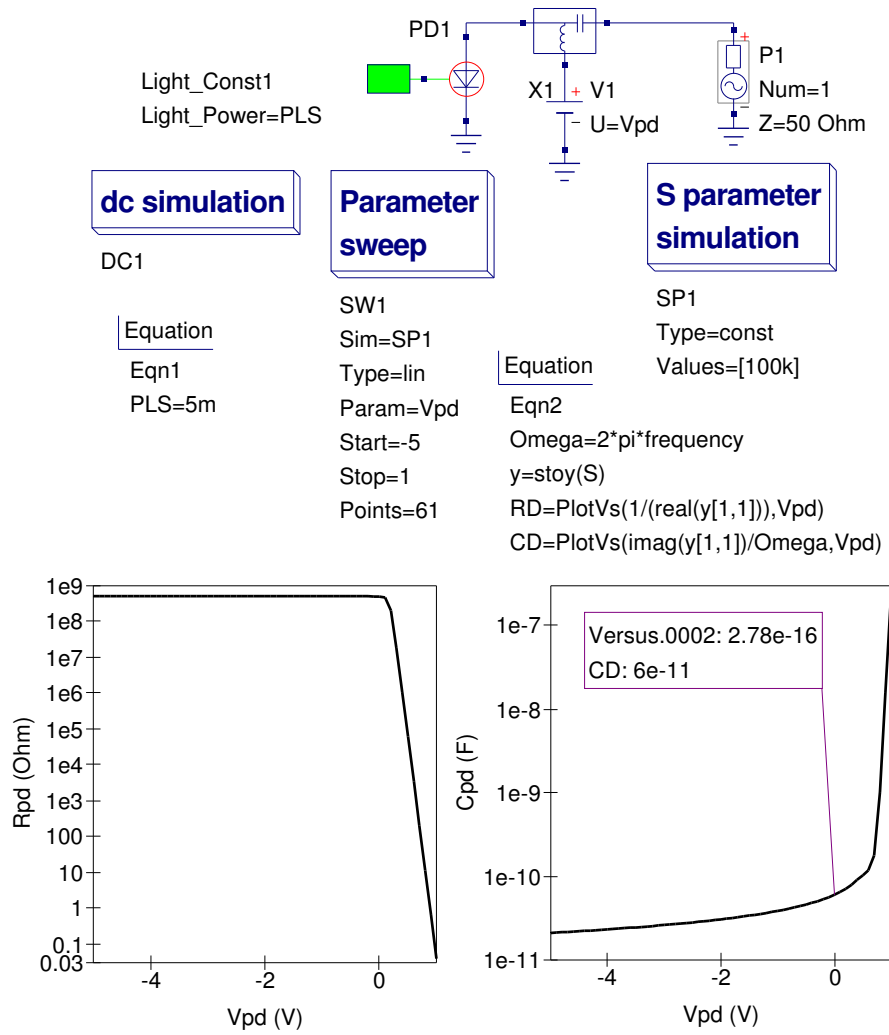 PD1
Light_Const1
Light_Power=PLS
X1
+
V1
−
U=Vpd
+
P1
Num=1
−
Z=50 Ohm
dc simulation
DC1
Parameter
sweep
SW1
Sim=SP1
Type=lin
Param=Vpd
Start=-5
Stop=1
Points=61
S parameter
simulation
SP1
Type=const
Values=[100k]
Equation
Eqn1
PLS=5m
Equation
Eqn2
Omega=2*pi*frequency
y=stoy(S)
RD=PlotVs(1/(real(y[1,1])),Vpd)
CD=PlotVs(imag(y[1,1])/Omega,Vpd)
Rpd (Ohm)
1e9
1e8
1e7
1e6
1e5
1e4
1e3
100
10
1
0.1
0.03
-4
-2
0
Vpd (V)
Cpd (F)
1e-7
1e-8
1e-9
1e-10
1e-11
Versus.0002: 2.78e-16
CD: 6e-11
-4
-2
0
Vpd (V)